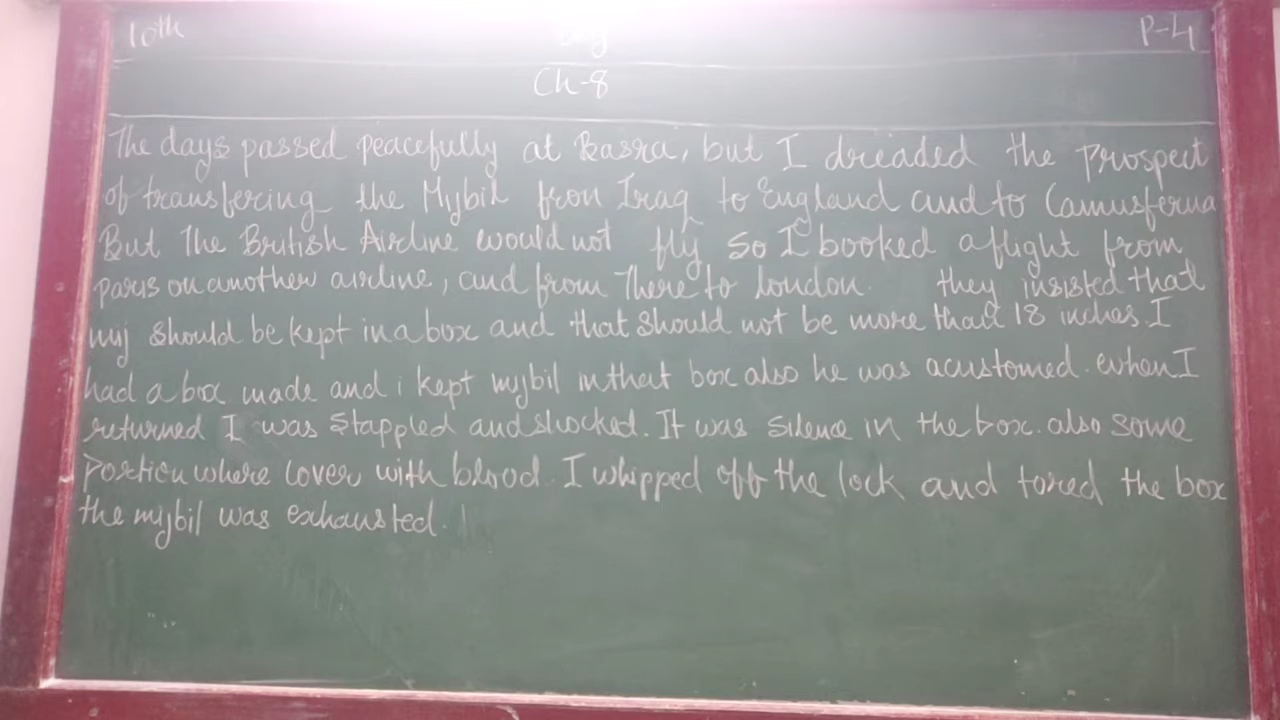 10th
P-4
Ch-8
The days passed peacefully at Basra, but I dreaded the Prospect
of transfering the Mybil fron Iraq to England and to Camusferna
But The British Airline would not fly so I booked a flight from
paris on another airline, and from There to london. they insisted that
mij should be kept in a box and that should not be more than 18 inches. I
had a box made and i kept mybil in that box also he was acustomed. when I
returned I was stappled and shocked. It was silence in the box. also some
Portion where cover with blood. I whipped off the lock and tored the box
the mijbil was exhausted.